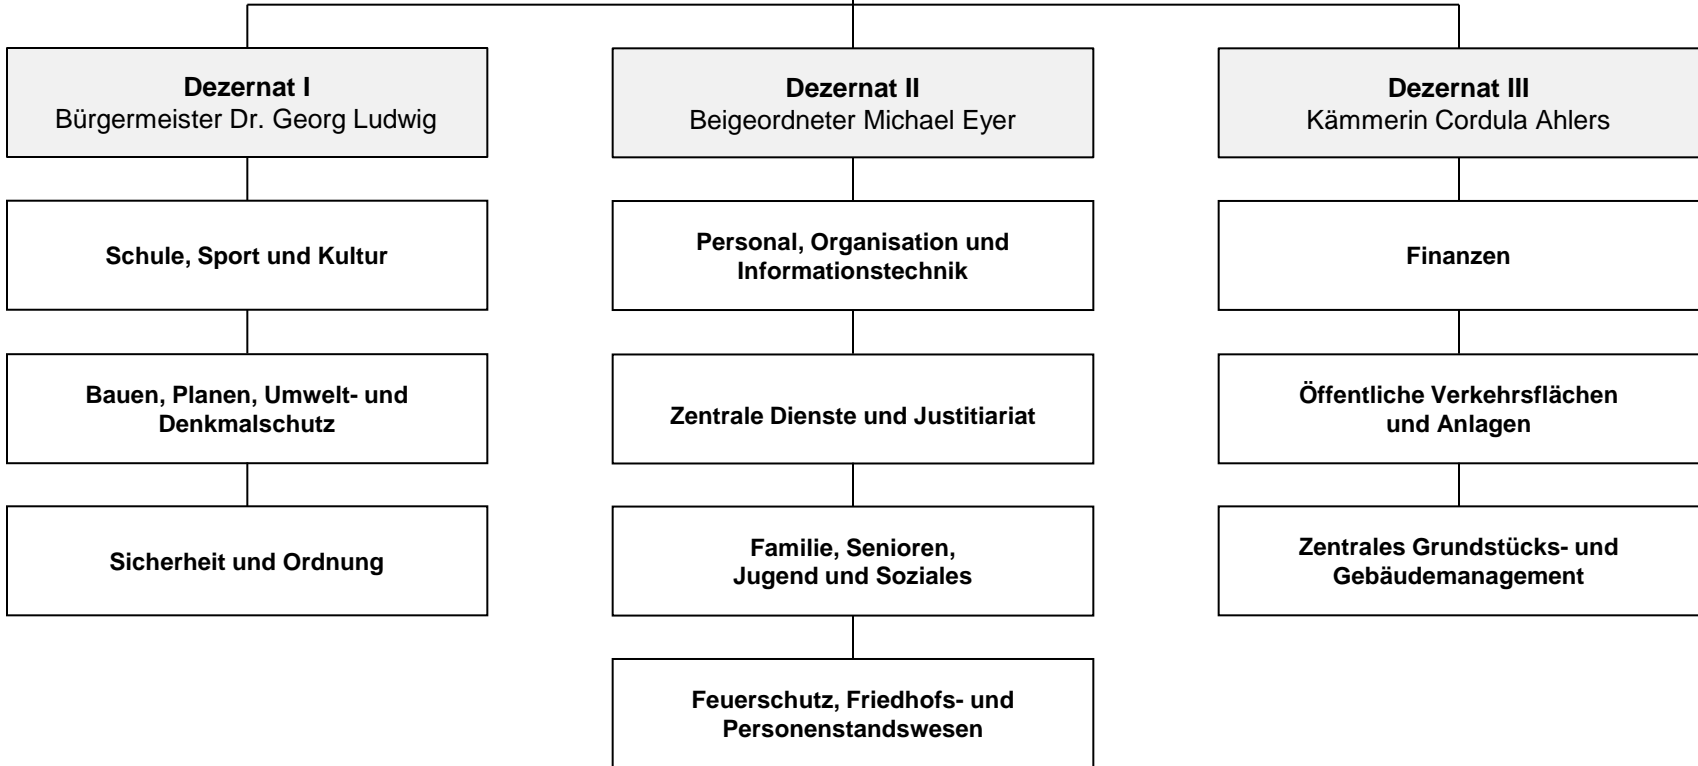 Dezernat I
Bürgermeister Dr. Georg Ludwig
Schule, Sport und Kultur
Bauen, Planen, Umwelt- und
Denkmalschutz
Sicherheit und Ordnung
Dezernat II
Beigeordneter Michael Eyer
Personal, Organisation und
Informationstechnik
Zentrale Dienste und Justitiariat
Familie, Senioren,
Jugend und Soziales
Feuerschutz, Friedhofs- und
Personenstandswesen
Dezernat III
Kämmerin Cordula Ahlers
Finanzen
Öffentliche Verkehrsflächen
und Anlagen
Zentrales Grundstücks- und
Gebäudemanagement